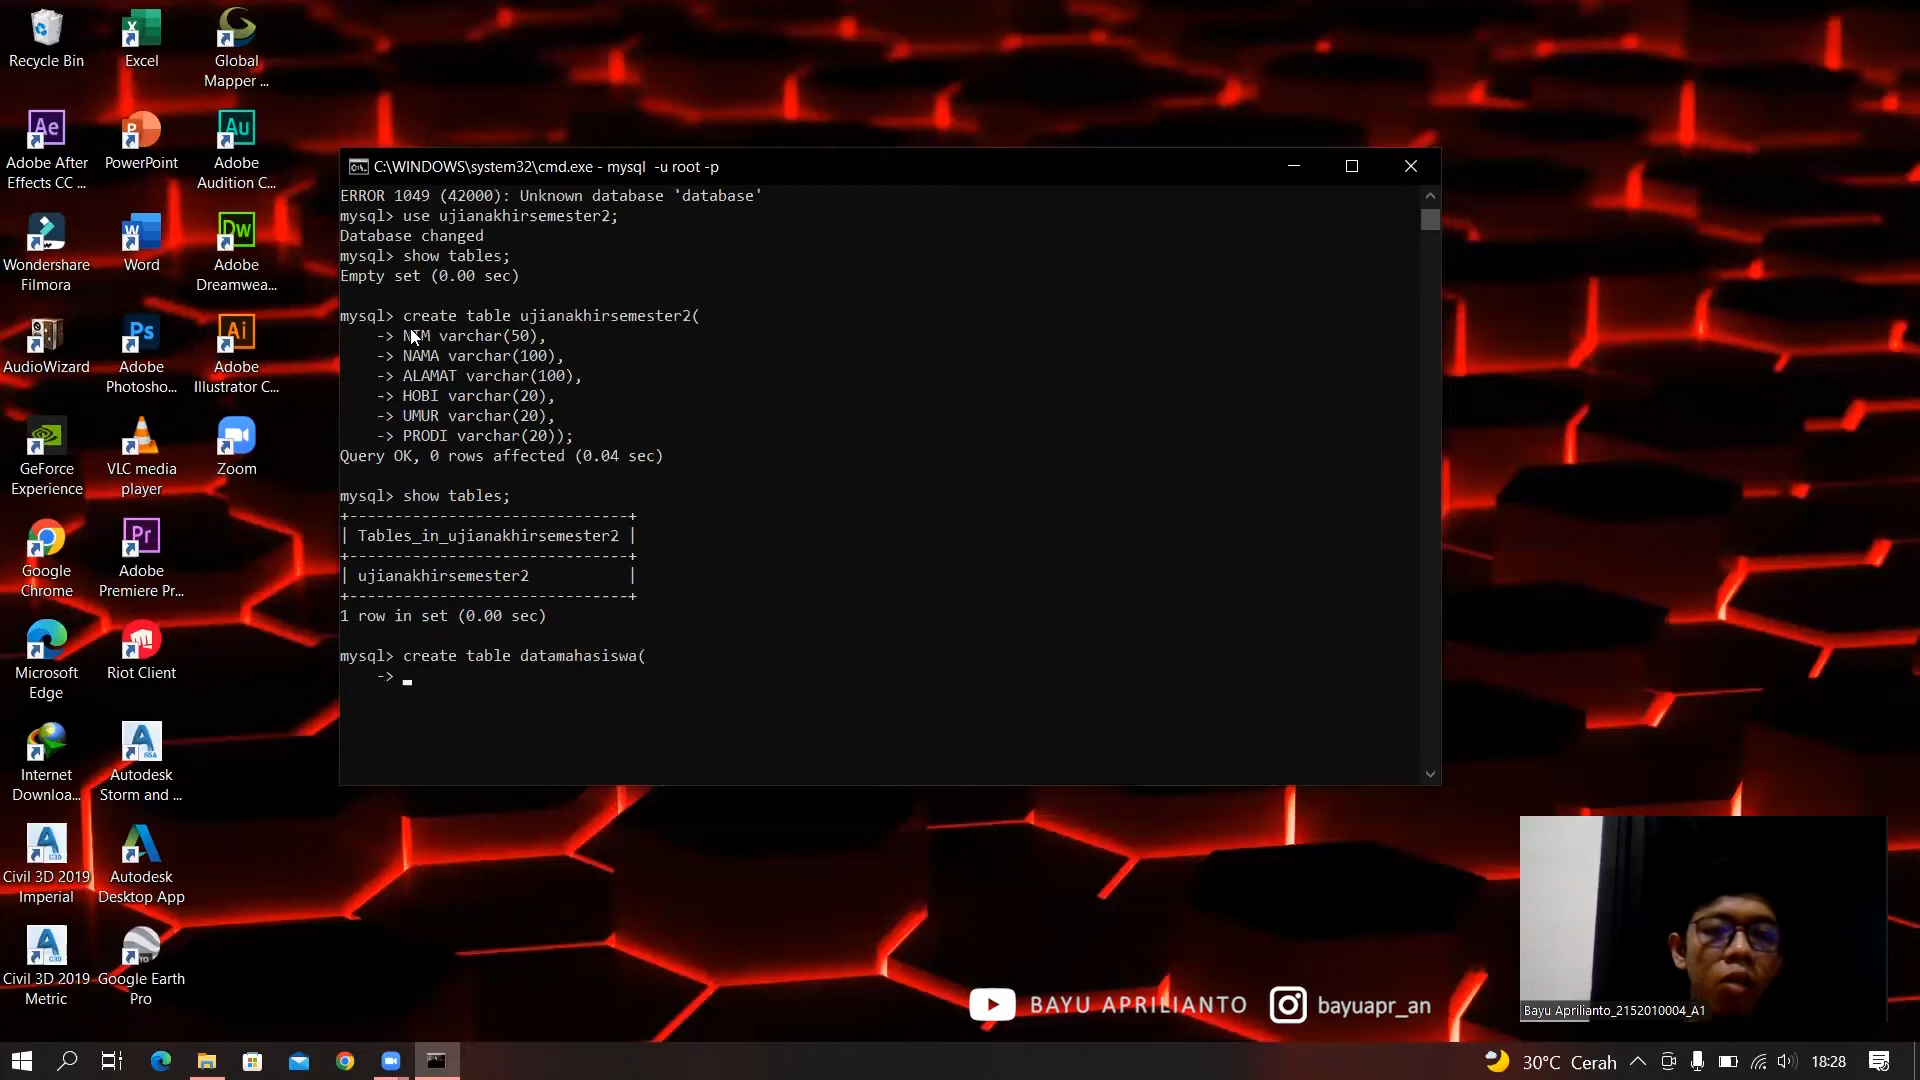 Recycle Bin
Excel
Global
Mapper ...
Adobe After
Effects CC ...
PowerPoint
Adobe
Audition C...
Wondershare
Filmora
Word
Adobe
Dreamwea...
AudioWizard
Adobe
Photosho...
Adobe
Illustrator C...
GeForce
Experience
VLC media
player
Zoom
Google
Chrome
Adobe
Premiere Pr...
Microsoft
Edge
Riot Client
Internet
Downloa...
Autodesk
Storm and ...
Civil 3D 2019
Imperial
Autodesk
Desktop App
Civil 3D 2019
Metric
Google Earth
Pro
C:\WINDOWS\system32\cmd.exe - mysql  -u root -p
ERROR 1049 (42000): Unknown database 'database'
mysql> use ujianakhirsemester2;
Database changed
mysql> show tables;
Empty set (0.00 sec)
mysql> create table ujianakhirsemester2(
    -> NIM varchar(50),
    -> NAMA varchar(100),
    -> ALAMAT varchar(100),
    -> HOBI varchar(20),
    -> UMUR varchar(20),
    -> PRODI varchar(20));
Query OK, 0 rows affected (0.04 sec)
mysql> show tables;
+-------------------------------+
| Tables_in_ujianakhirsemester2 |
+-------------------------------+
| ujianakhirsemester2           |
+-------------------------------+
1 row in set (0.00 sec)
mysql> create table datamahasiswa(
    -> _
BAYU APRILIANTO bayuapr_an
Bayu Aprilianto_2152010004_A1
30°C Cerah 18:28